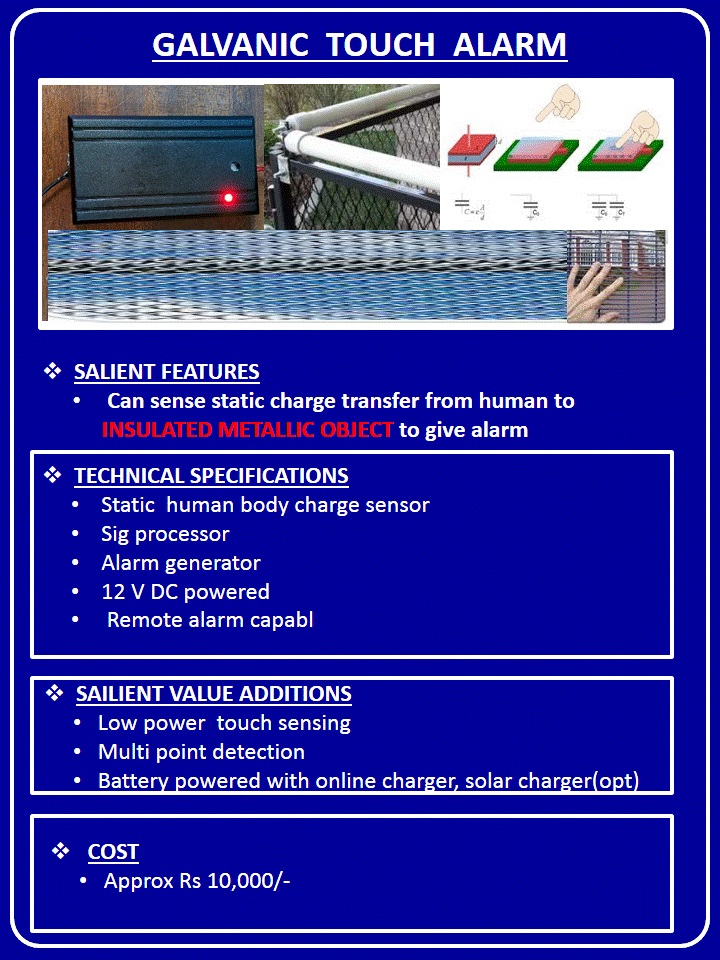 GALVANIC TOUCH ALARM
❖ SALIENT FEATURES
• Can sense static charge transfer from human to
INSULATED METALLIC OBJECT to give alarm
❖ TECHNICAL SPECIFICATIONS
• Static human body charge sensor
• Sig processor
• Alarm generator
• 12 V DC powered
• Remote alarm capabl
❖ SAILIENT VALUE ADDITIONS
• Low power touch sensing
• Multi point detection
• Battery powered with online charger, solar charger(opt)
❖ COST
• Approx Rs 10,000/-